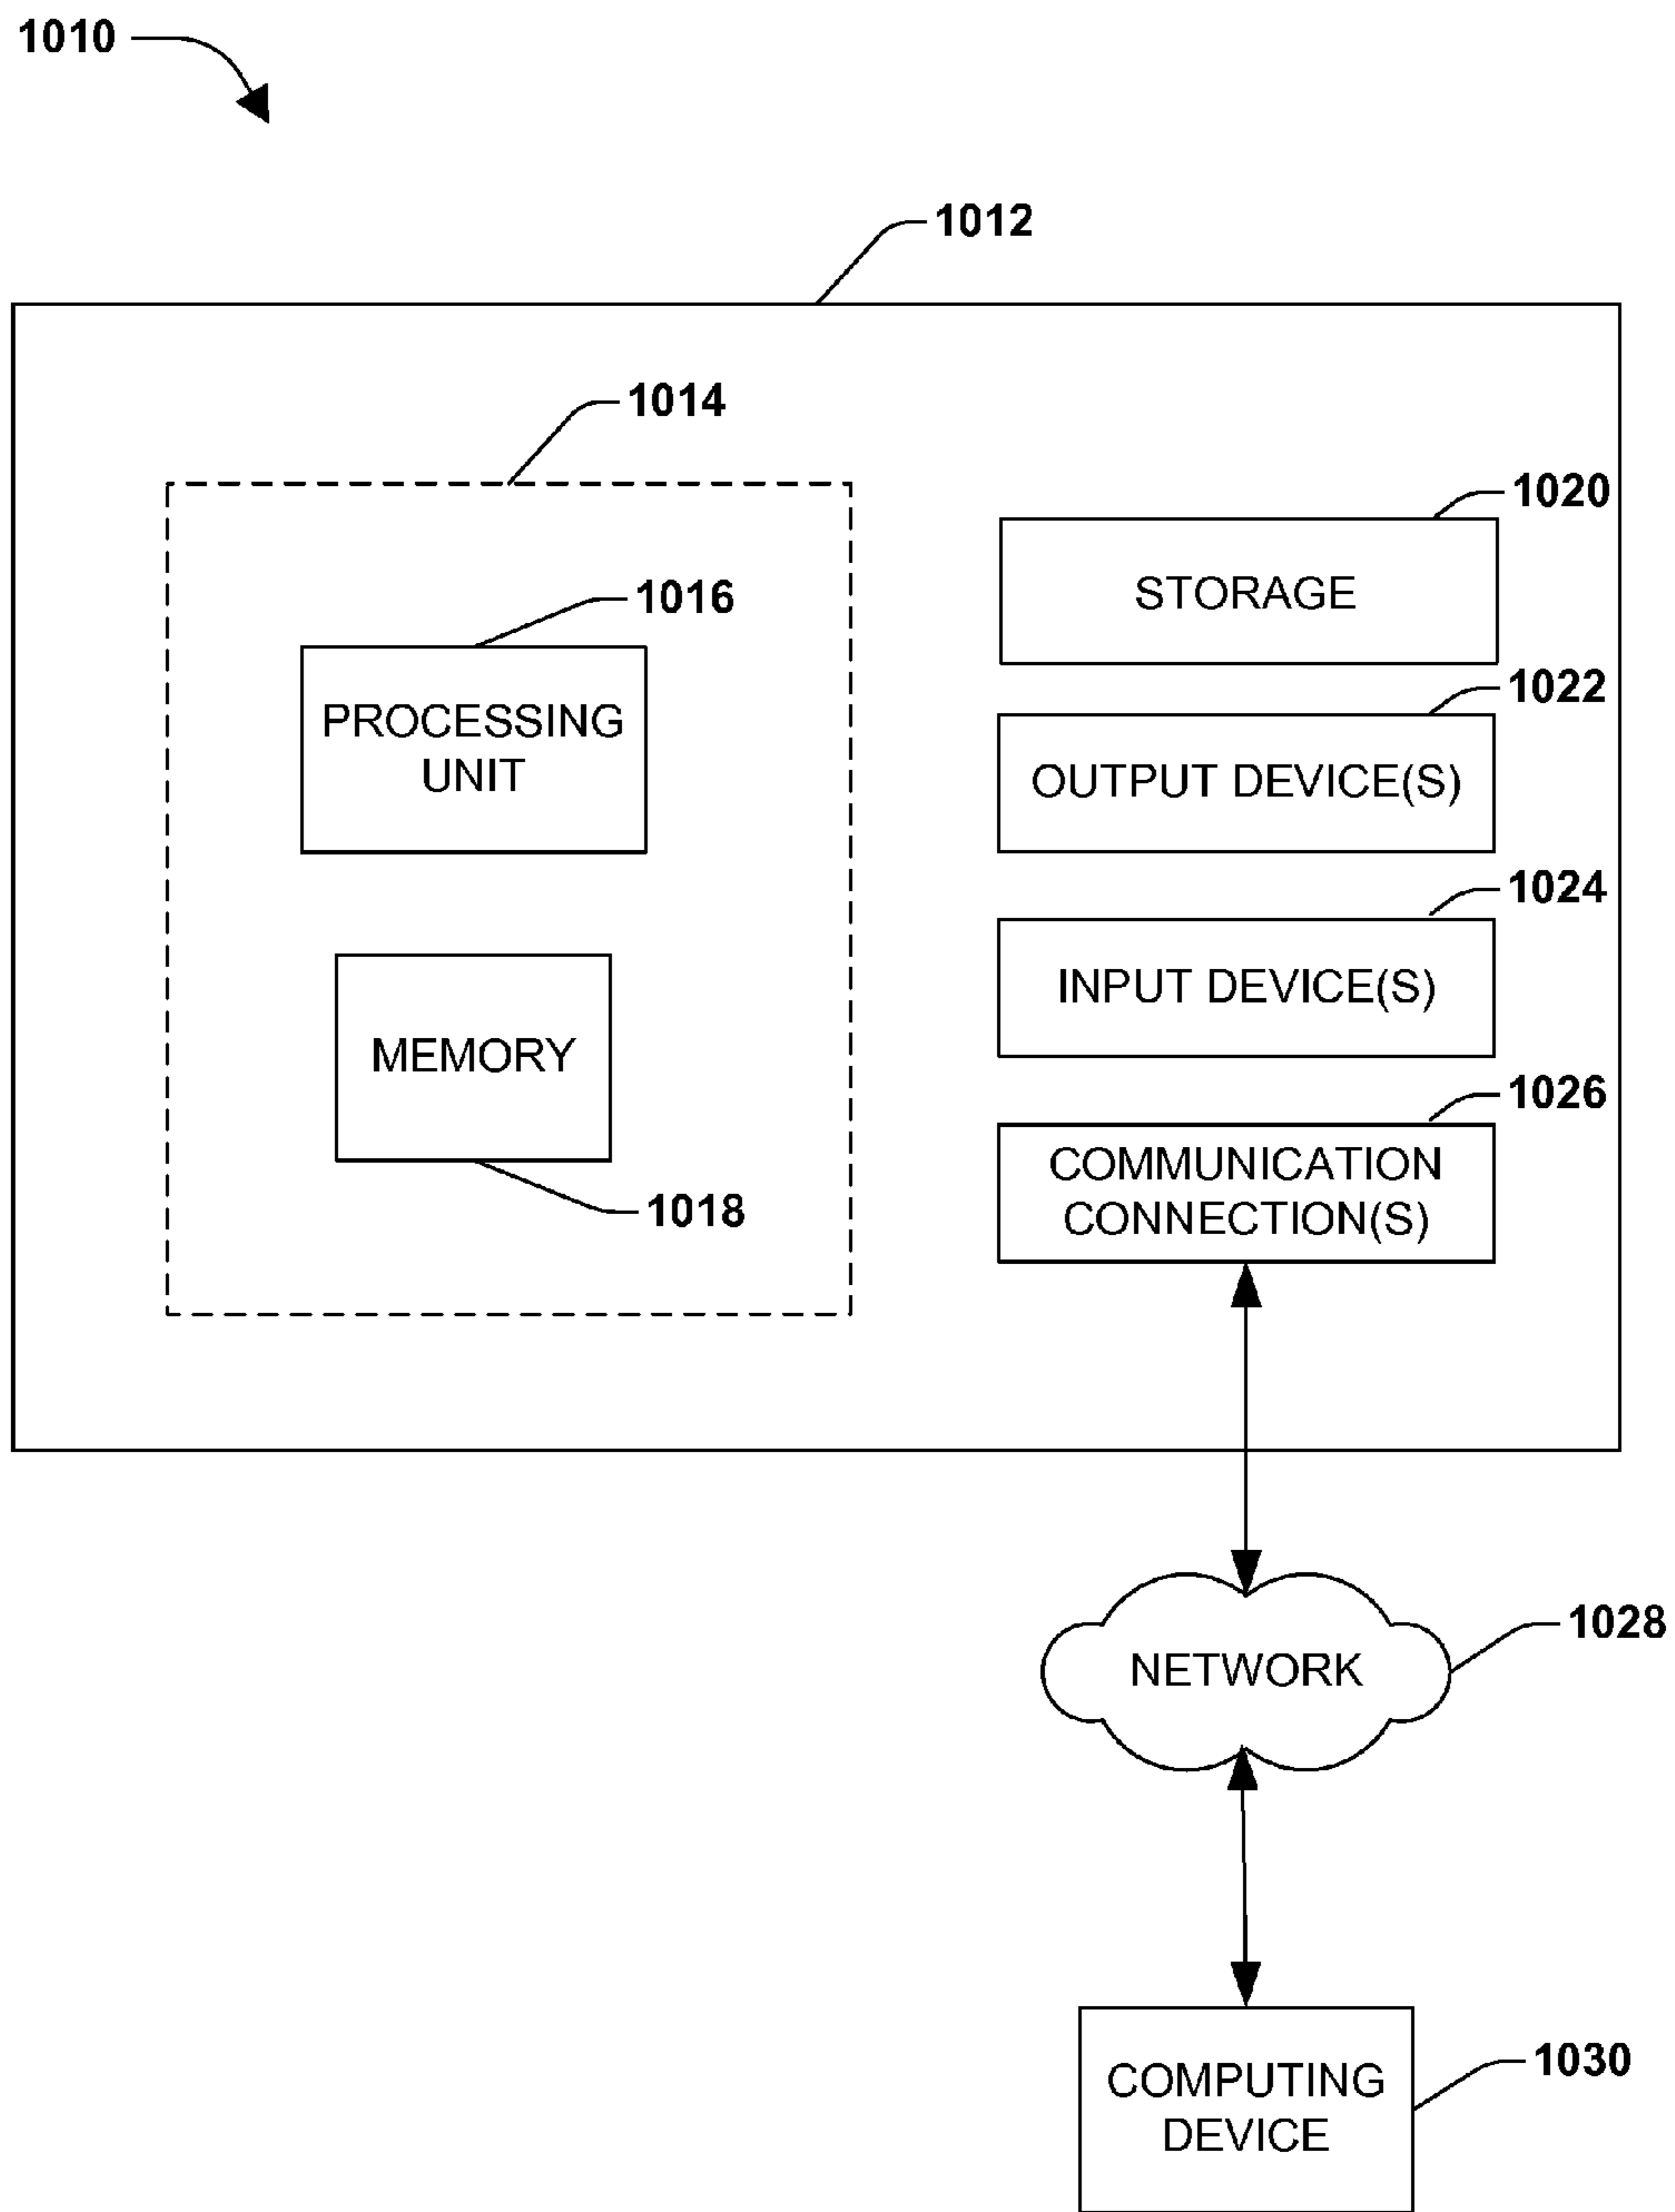 1010
1012
1014
1016
PROCESSING
UNIT
MEMORY
1018
1020
STORAGE
1022
OUTPUT DEVICE(S)
1024
INPUT DEVICE(S)
1026
COMMUNICATION
CONNECTION(S)
1028
NETWORK
1030
COMPUTING
DEVICE